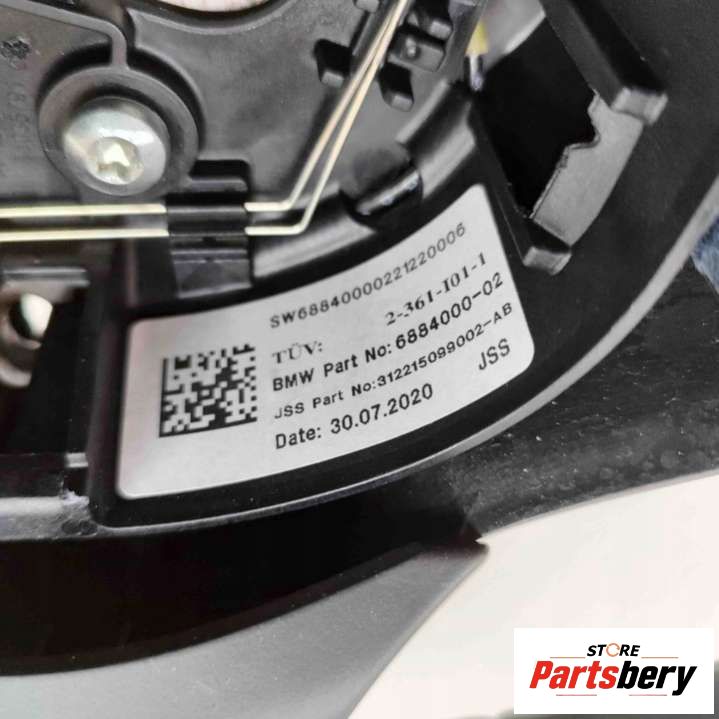 SW68840000221220006
TÜV: 2-361-I01-1
BMW Part No: 6884000-02
JSS Part No:312215099002-AB
Date: 30.07.2020 JSS
STORE
Partsbery